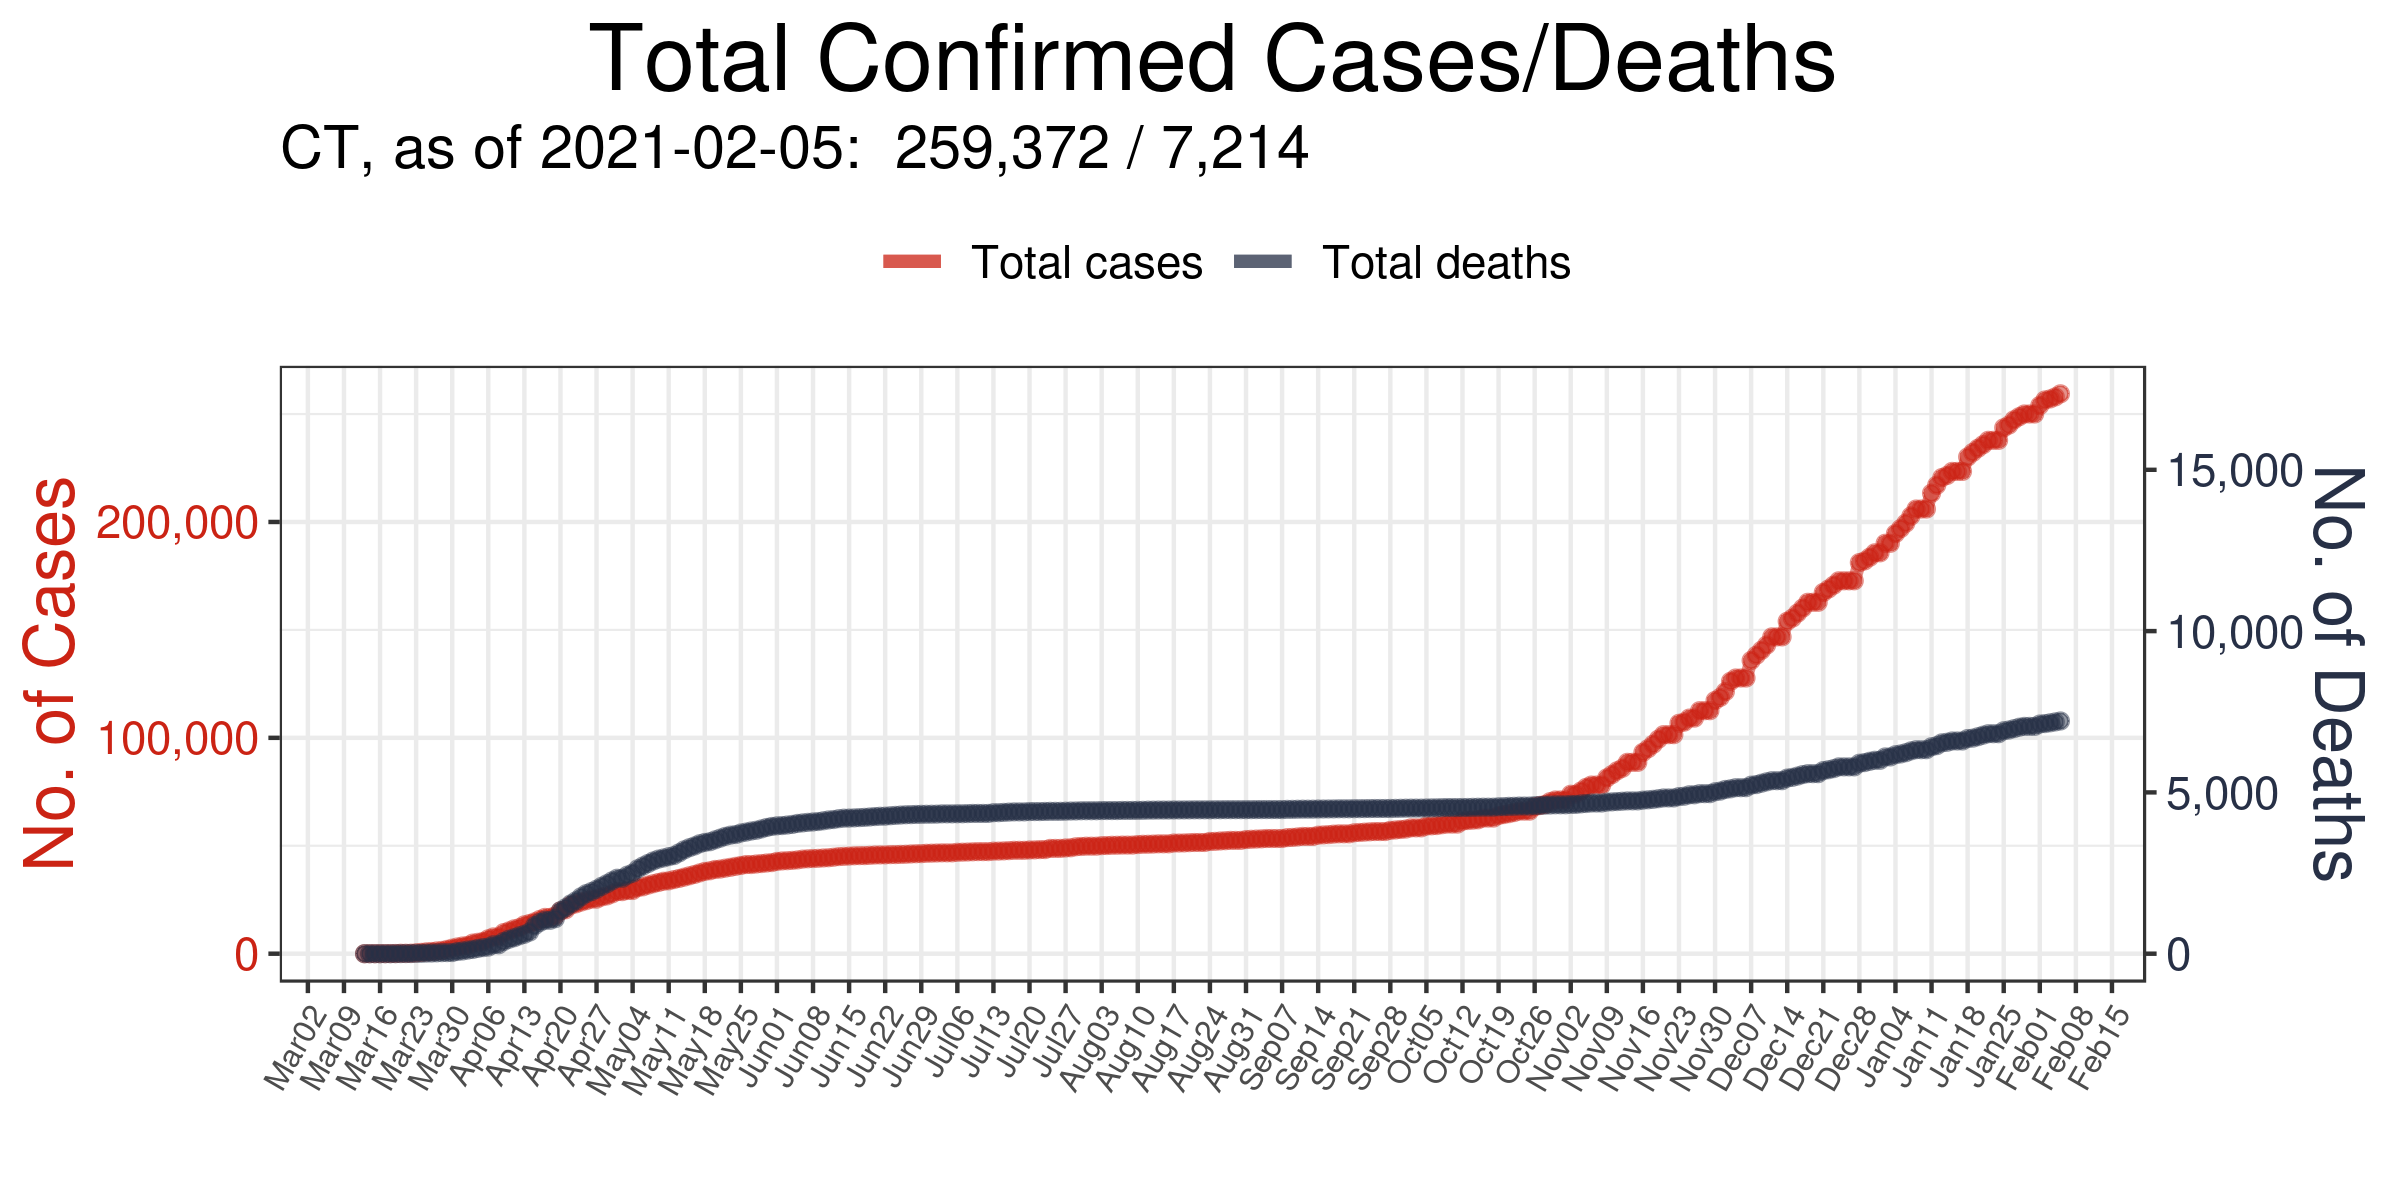 Total Confirmed Cases/Deaths
CT, as of 2021-02-05:  259,372 / 7,214
Total cases
Total deaths
No. of Cases
200,000
100,000
0
15,000
10,000
5,000
0
No. of Deaths
Mar02
Mar09
Mar16
Mar23
Mar30
Apr06
Apr13
Apr20
Apr27
May04
May11
May18
May25
Jun01
Jun08
Jun15
Jun22
Jun29
Jul06
Jul13
Jul20
Jul27
Aug03
Aug10
Aug17
Aug24
Aug31
Sep07
Sep14
Sep21
Sep28
Oct05
Oct12
Oct19
Oct26
Nov02
Nov09
Nov16
Nov23
Nov30
Dec07
Dec14
Dec21
Dec28
Jan04
Jan11
Jan18
Jan25
Feb01
Feb08
Feb15